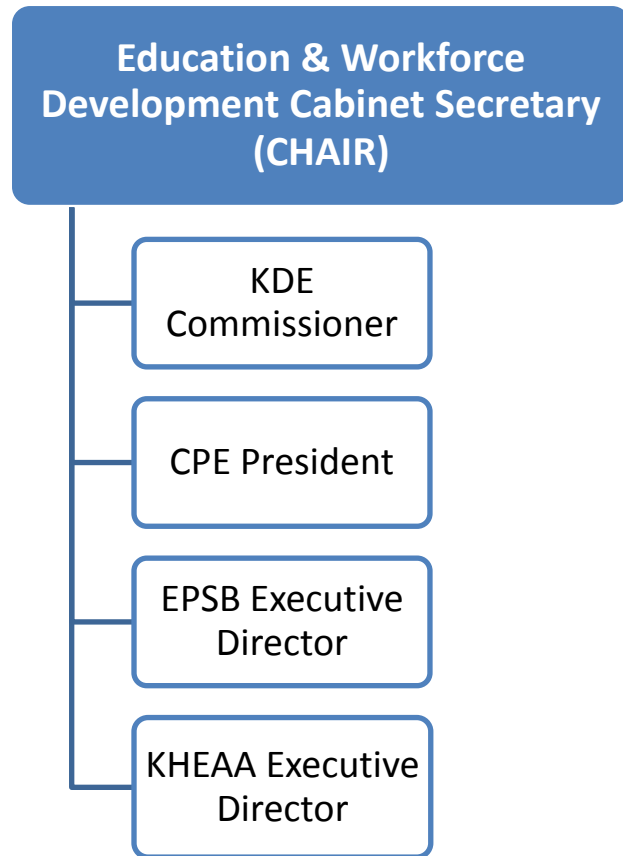 Education & Workforce
Development Cabinet Secretary
(CHAIR)
KDE
Commissioner
CPE President
EPSB Executive
Director
KHEAA Executive
Director